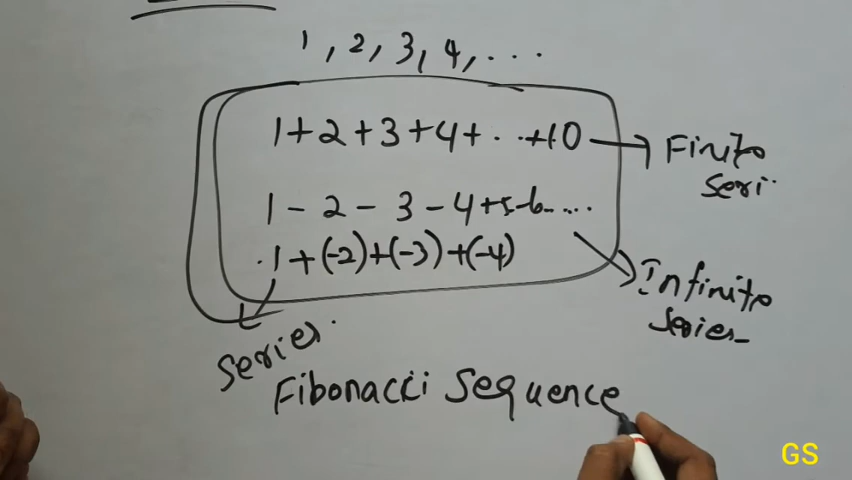 1, 2, 3, 4, ...
1+2+3+4+...+10 → Finite
Seri..
1-2-3-4+5-6....
.1+(-2)+(-3)+(-4)
Infinite
Series
Series.
Fibonacci Sequence
GS